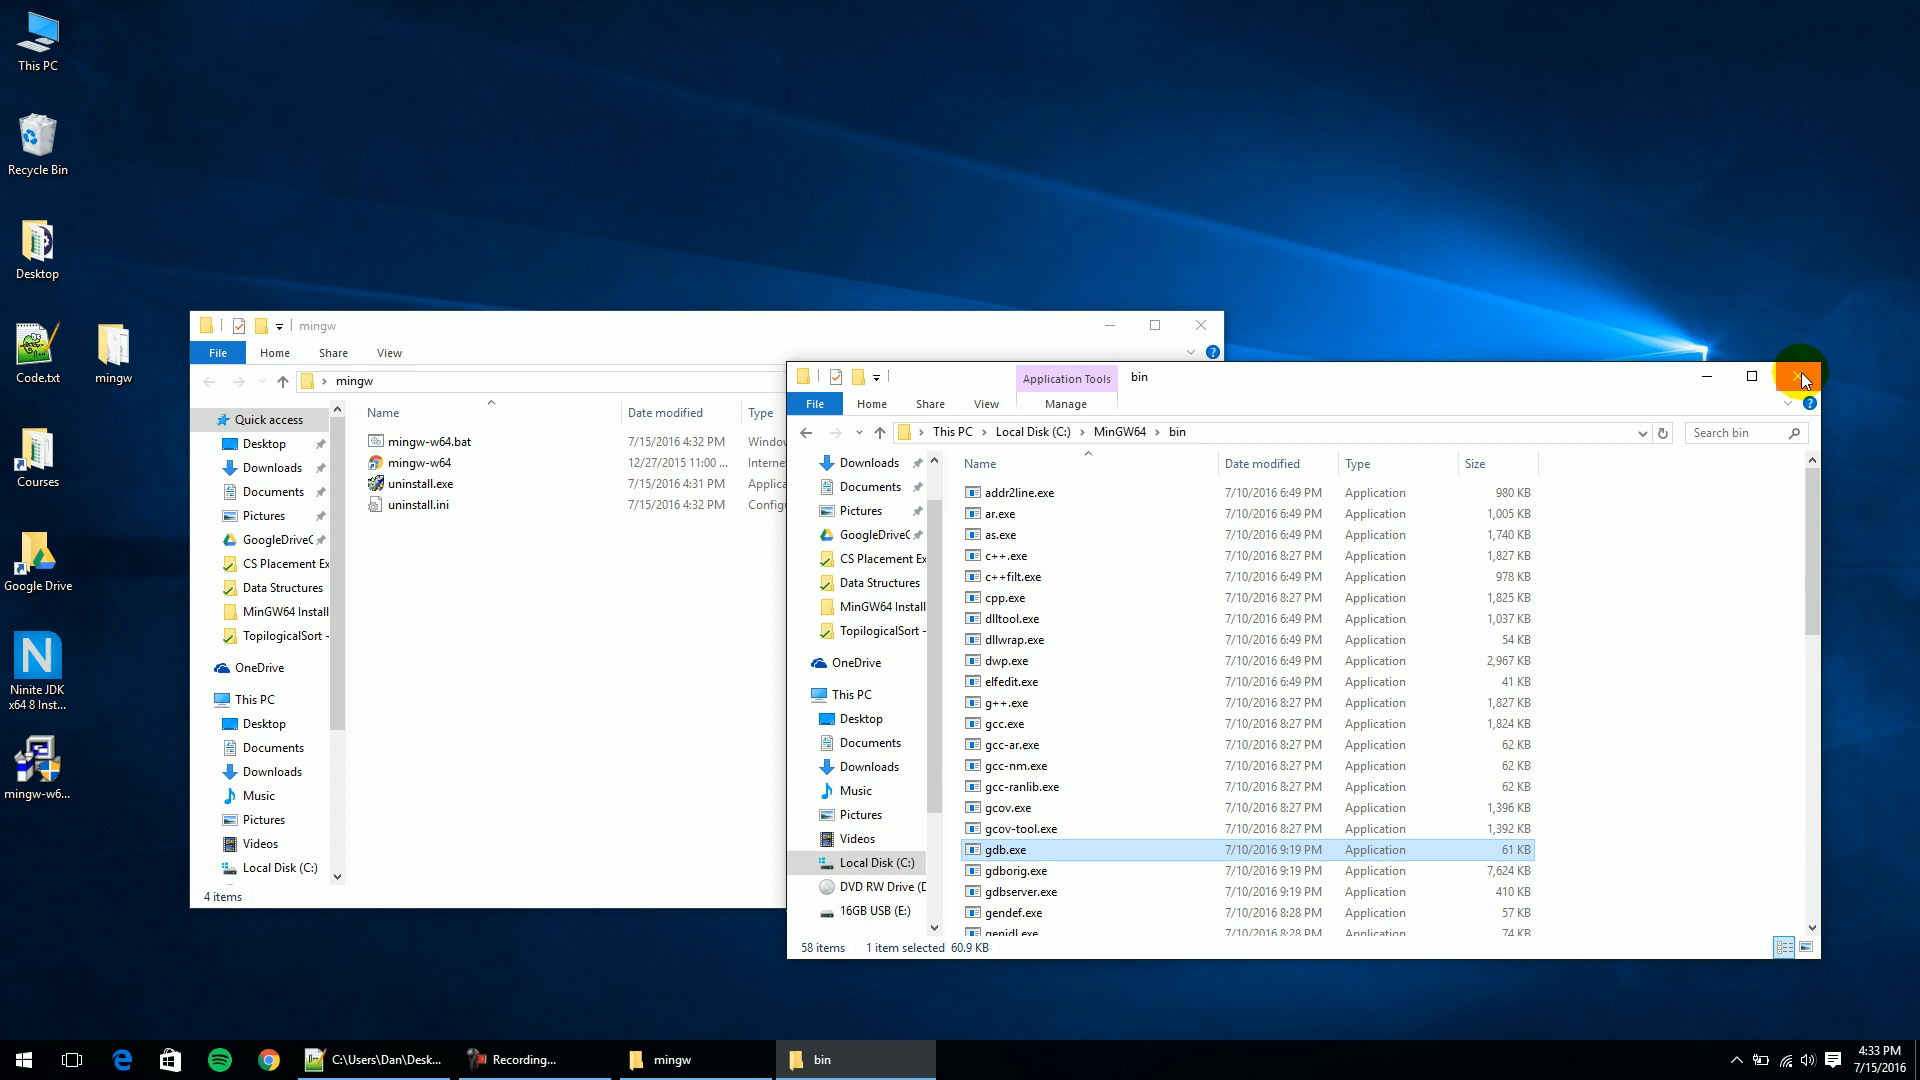 This PC
Recycle Bin
Desktop
Code.txt
mingw
Courses
Google Drive
N
Ninite JDK
x64 8 Inst...
mingw-w6...
mingw
File Home Share View
mingw
Name Date modified Type
Quick access
Desktop
Downloads
Documents
Pictures
GoogleDriveC
CS Placement Ex
Data Structures
MinGW64 Install
TopilogicalSort -
OneDrive
This PC
Desktop
Documents
Downloads
Music
Pictures
Videos
Local Disk (C:)
mingw-w64.bat 7/15/2016 4:32 PM Windo
mingw-w64 12/27/2015 11:00 ... Interne
uninstall.exe 7/15/2016 4:31 PM Applica
uninstall.ini 7/15/2016 4:32 PM Configu
4 items
Application Tools bin
File Home Share View Manage
This PC > Local Disk (C:) > MinGW64 > bin
Search bin
Downloads
Documents
Pictures
GoogleDriveC
CS Placement Ex
Data Structures
MinGW64 Install
TopilogicalSort -
OneDrive
This PC
Desktop
Documents
Downloads
Music
Pictures
Videos
Local Disk (C:)
DVD RW Drive (D
16GB USB (E:)
Name Date modified Type Size
addr2line.exe 7/10/2016 6:49 PM Application 980 KB
ar.exe 7/10/2016 6:49 PM Application 1,005 KB
as.exe 7/10/2016 6:49 PM Application 1,740 KB
c++.exe 7/10/2016 8:27 PM Application 1,827 KB
c++filt.exe 7/10/2016 6:49 PM Application 978 KB
cpp.exe 7/10/2016 8:27 PM Application 1,825 KB
dlltool.exe 7/10/2016 6:49 PM Application 1,037 KB
dllwrap.exe 7/10/2016 6:49 PM Application 54 KB
dwp.exe 7/10/2016 6:49 PM Application 2,967 KB
elfedit.exe 7/10/2016 6:49 PM Application 41 KB
g++.exe 7/10/2016 8:27 PM Application 1,827 KB
gcc.exe 7/10/2016 8:27 PM Application 1,824 KB
gcc-ar.exe 7/10/2016 8:27 PM Application 62 KB
gcc-nm.exe 7/10/2016 8:27 PM Application 62 KB
gcc-ranlib.exe 7/10/2016 8:27 PM Application 62 KB
gcov.exe 7/10/2016 8:27 PM Application 1,396 KB
gcov-tool.exe 7/10/2016 8:27 PM Application 1,392 KB
gdb.exe 7/10/2016 9:19 PM Application 61 KB
gdborig.exe 7/10/2016 9:19 PM Application 7,624 KB
gdbserver.exe 7/10/2016 9:19 PM Application 410 KB
gendef.exe 7/10/2016 8:28 PM Application 57 KB
genidl.exe 7/10/2016 8:28 PM Application 74 KB
58 items 1 item selected 60.9 KB
C:\Users\Dan\Desk...
Recording...
mingw
bin
4:33 PM
7/15/2016